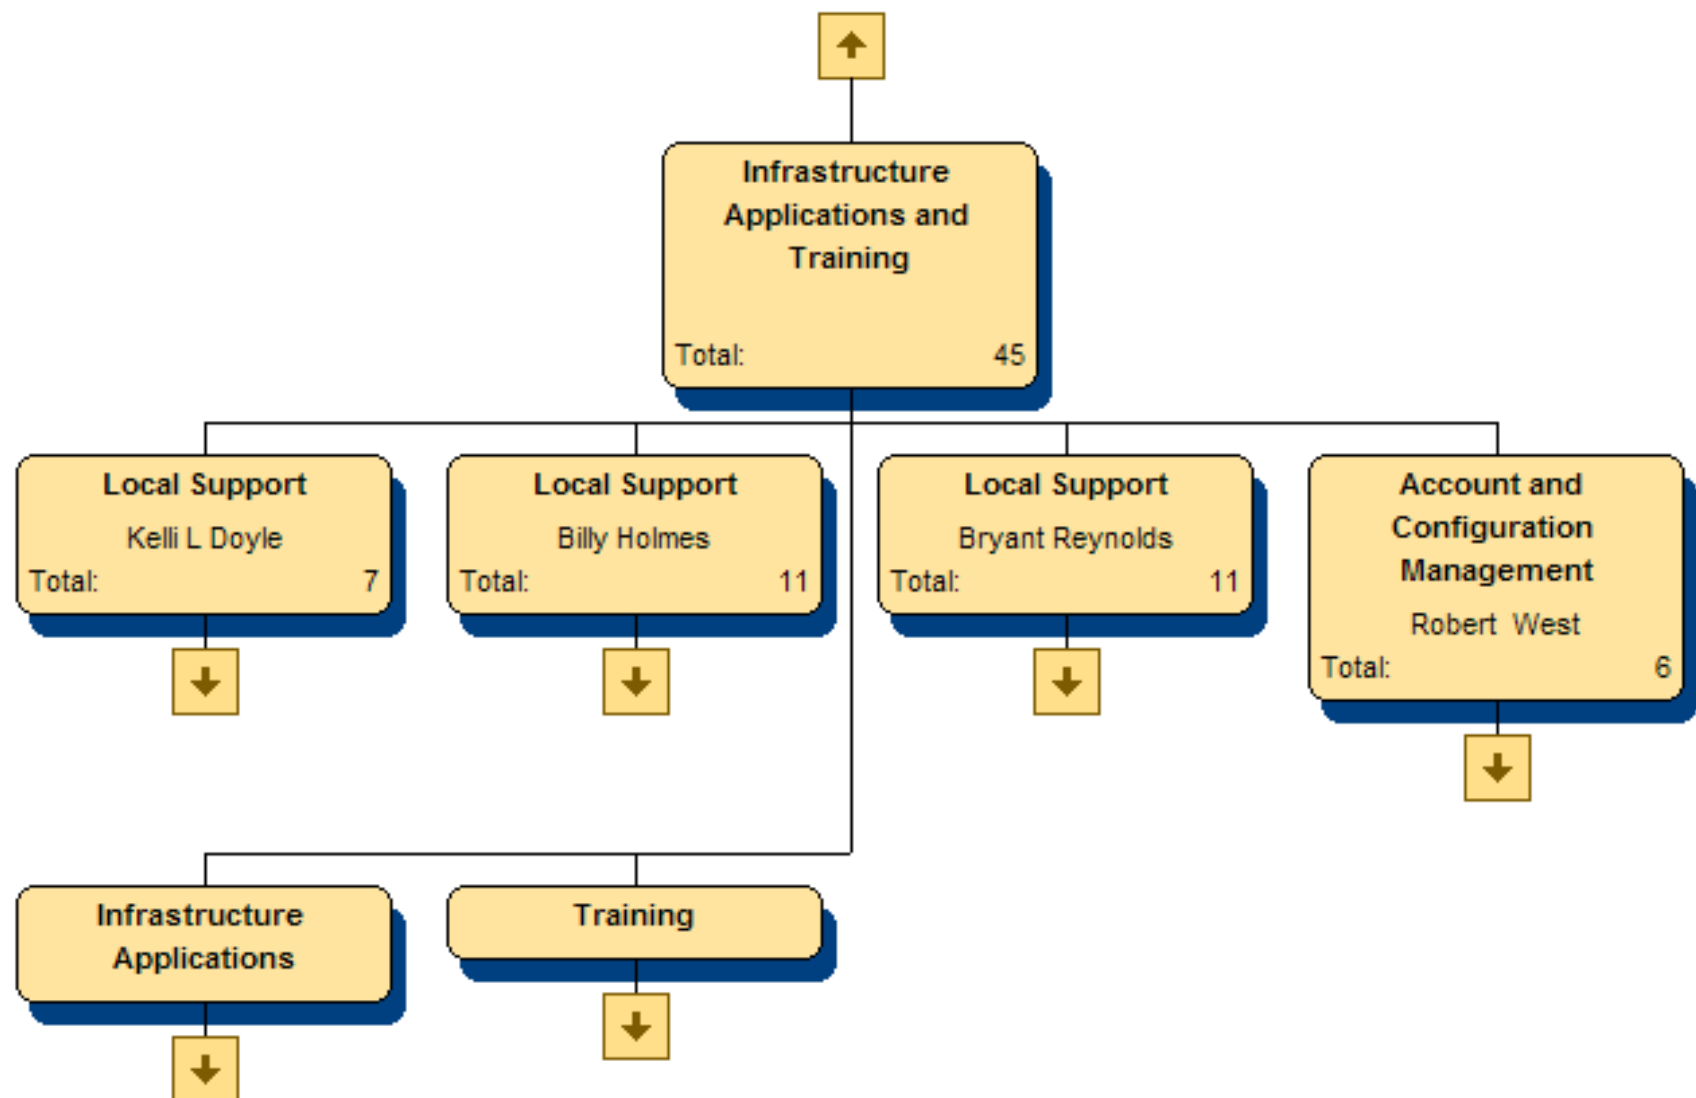 Infrastructure
Applications and
Training
Total: 45
Local Support
Kelli L Doyle
Total: 7
Local Support
Billy Holmes
Total: 11
Local Support
Bryant Reynolds
Total: 11
Account and
Configuration
Management
Robert West
Total: 6
Infrastructure
Applications
Training